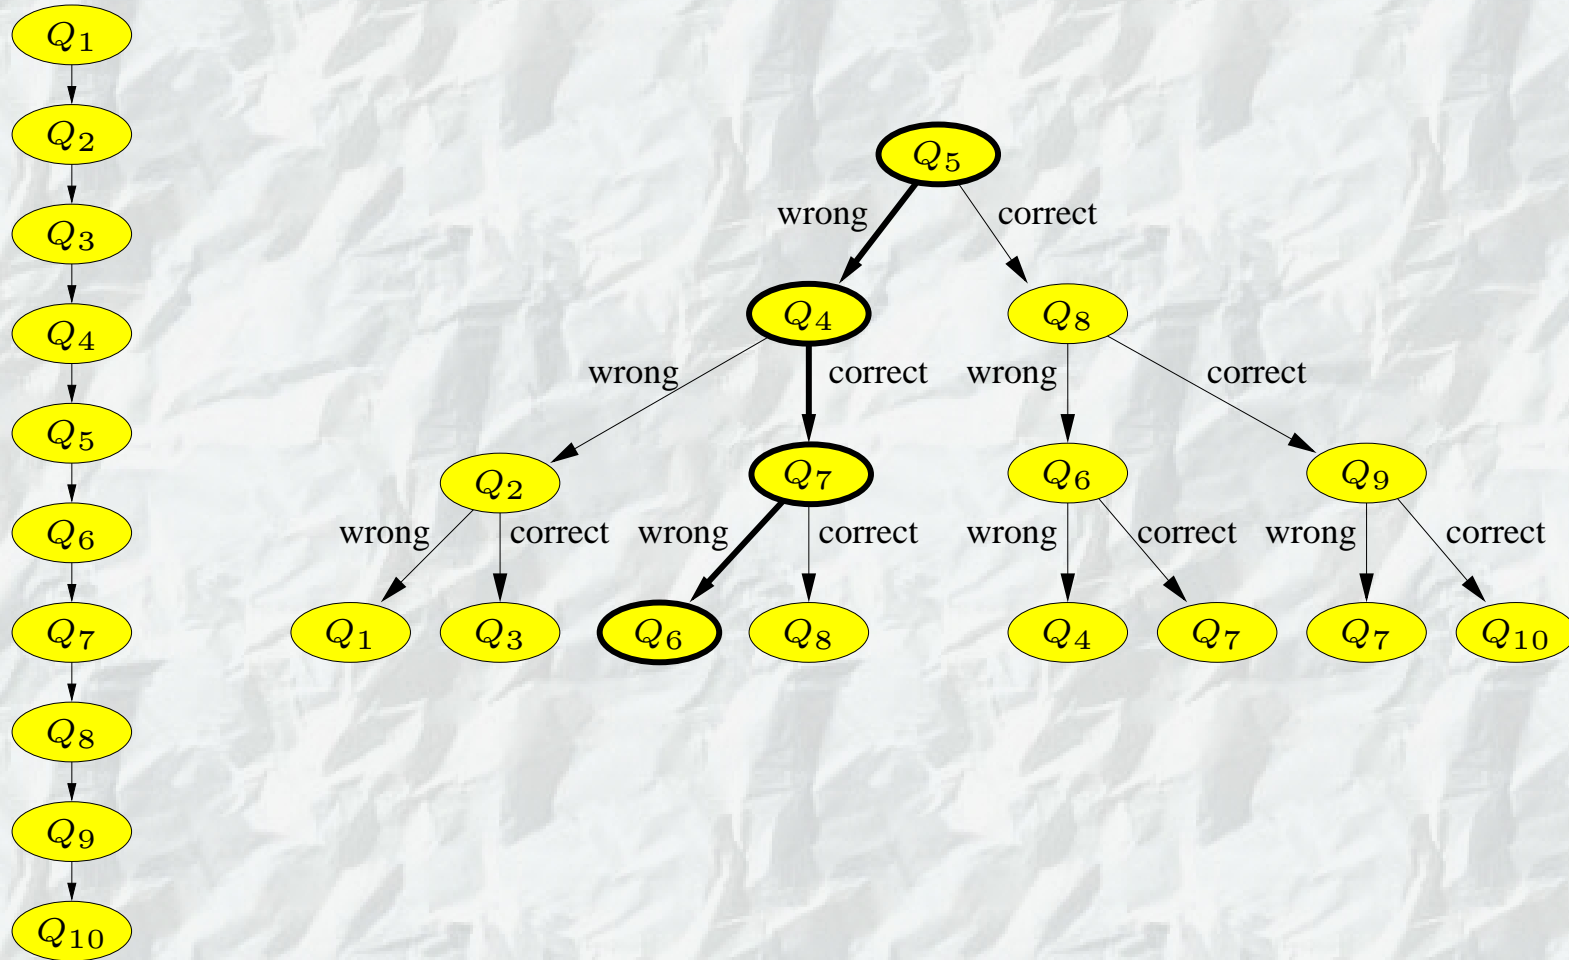 Q1
Q2
Q3
Q4
Q5
Q6
Q7
Q8
Q9
Q10
Q5
wrong correct
Q4 Q8
wrong correct wrong correct
Q2 Q7 Q6 Q9
wrong correct wrong correct wrong correct wrong correct
Q1 Q3 Q6 Q8 Q4 Q7 Q7 Q10